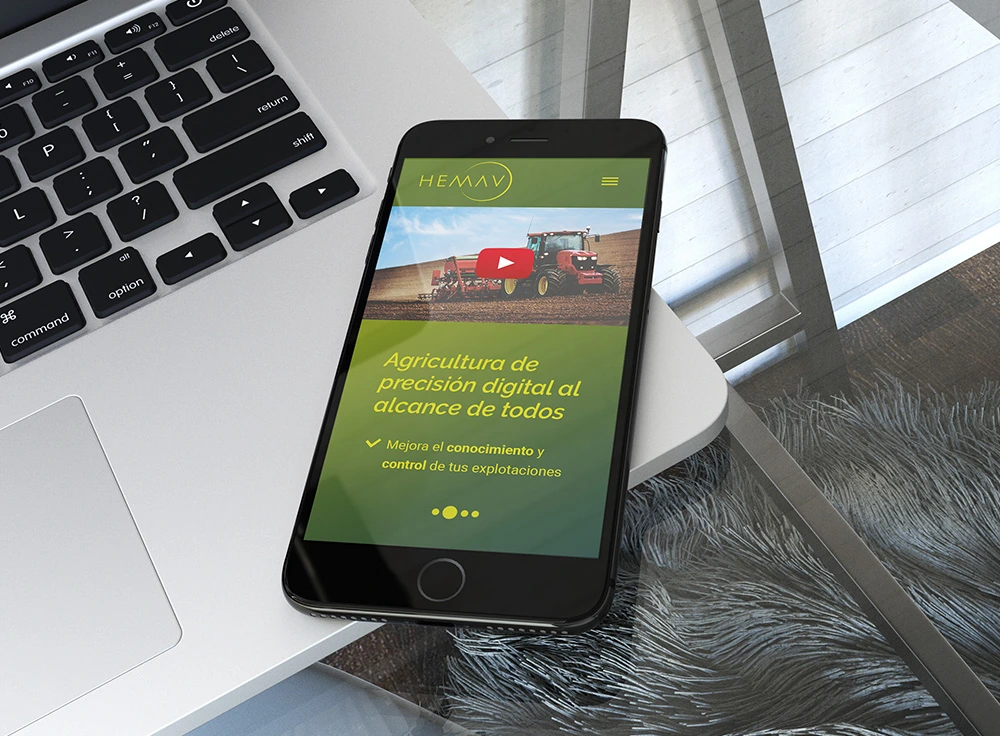 F12
F11
F10
delete
+
=
-
|
\
}
]
{
[
return
P
"
'
:
;
shift
L
?
/
>
.
alt
option
⌘
command
HEMAV
Agricultura de
precisión digital al
alcance de todos
Mejora el conocimiento y
control de tus explotaciones